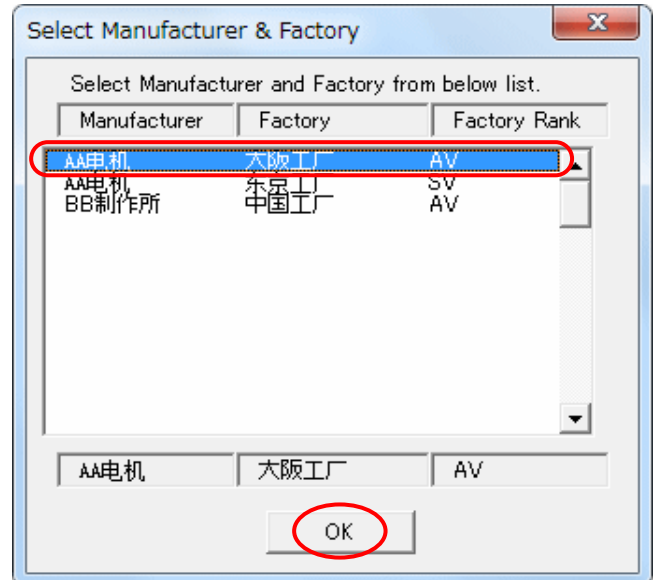 Select Manufacturer & Factory
Select Manufacturer and Factory from below list.
Manufacturer Factory Factory Rank
AA电机 大阪工厂 AV
AA电机 东京工厂 SV
BB制作所 中国工厂 AV
AA电机 大阪工厂 AV
OK